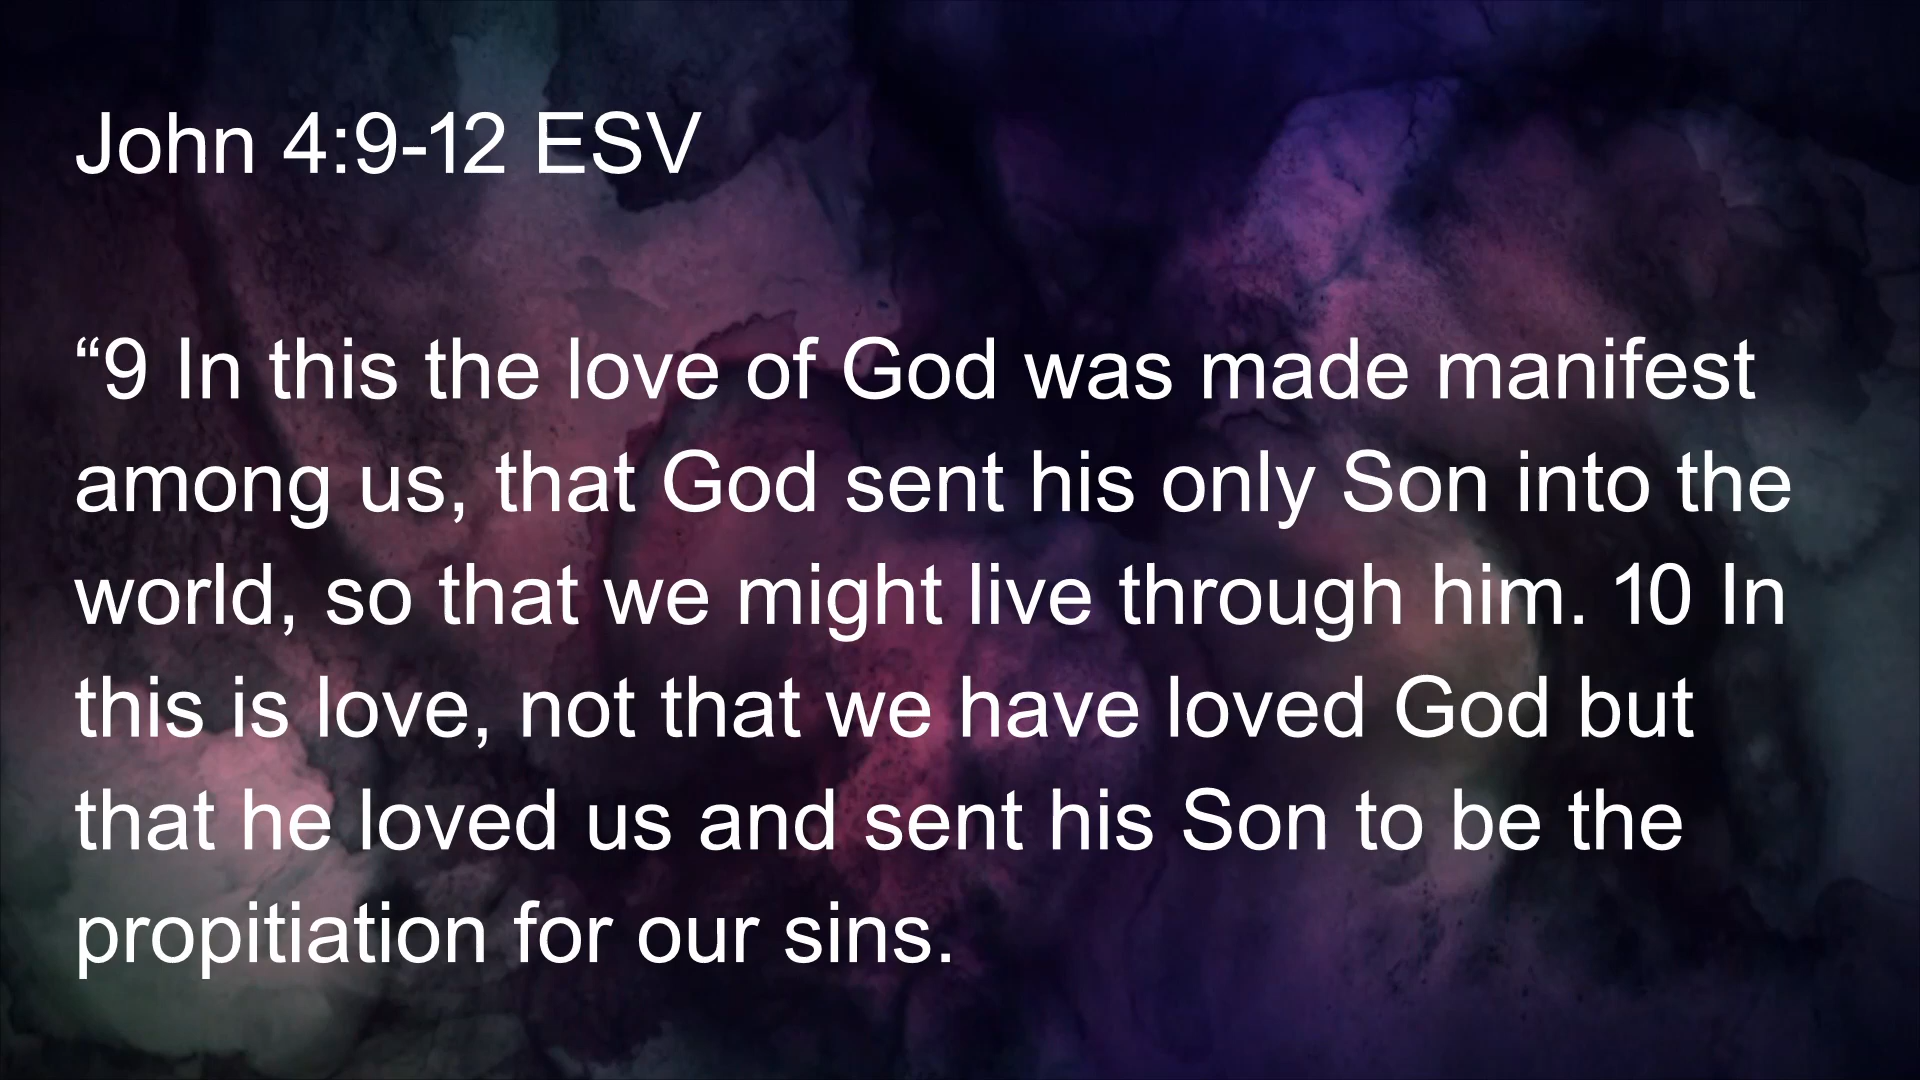 John 4:9-12 ESV
“9 In this the love of God was made manifest
among us, that God sent his only Son into the
world, so that we might live through him. 10 In
this is love, not that we have loved God but
that he loved us and sent his Son to be the
propitiation for our sins.